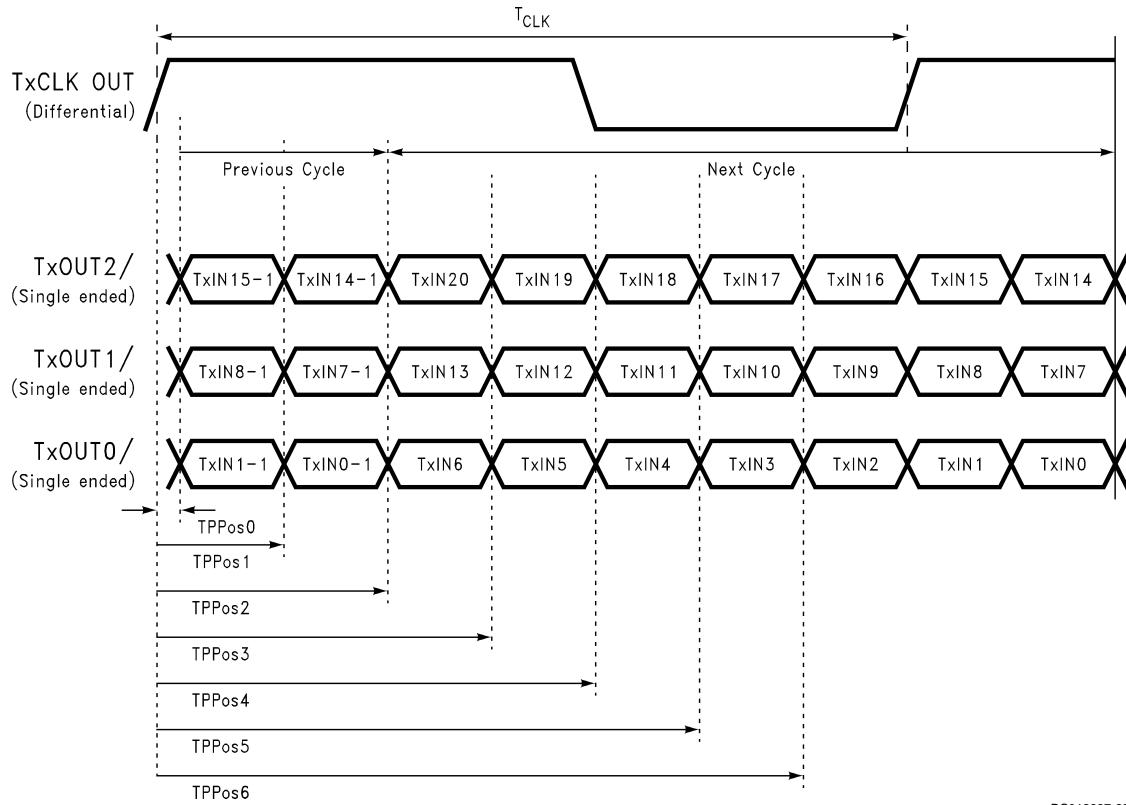 TCLK
TxCLK OUT
(Differential)
Previous Cycle
Next Cycle
TxOUT2/
(Single ended)
TxIN15-1 TxIN14-1 TxIN20 TxIN19 TxIN18 TxIN17 TxIN16 TxIN15 TxIN14
TxOUT1/
(Single ended)
TxIN8-1 TxIN7-1 TxIN13 TxIN12 TxIN11 TxIN10 TxIN9 TxIN8 TxIN7
TxOUT0/
(Single ended)
TxIN1-1 TxIN0-1 TxIN6 TxIN5 TxIN4 TxIN3 TxIN2 TxIN1 TxIN0
TPPos0
TPPos1
TPPos2
TPPos3
TPPos4
TPPos5
TPPos6